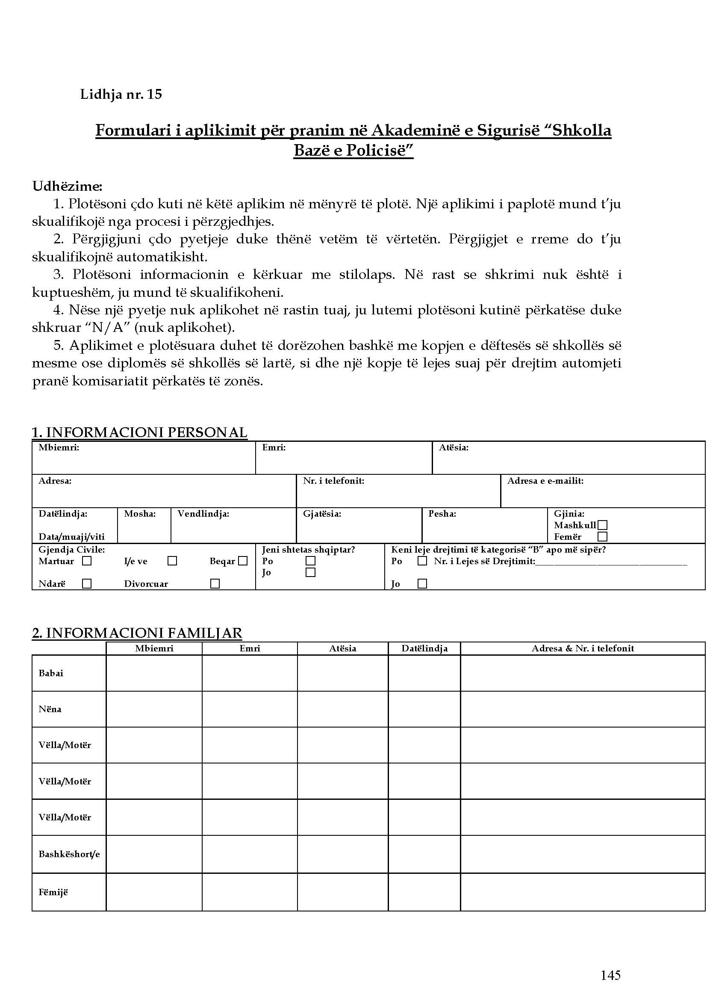 Lidhja nr. 15
Formulari i aplikimit për pranim në Akademinë e Sigurisë “Shkolla
Bazë e Policisë”
Udhëzime:
1. Plotësoni çdo kuti në këtë aplikim në mënyrë të plotë. Një aplikimi i paplotë mund t’ju
skualifikojë nga procesi i përzgjedhjes.
2. Përgjigjuni çdo pyetjeje duke thënë vetëm të vërtetën. Përgjigjet e rreme do t’ju
skualifikojnë automatikisht.
3. Plotësoni informacionin e kërkuar me stilolaps. Në rast se shkrimi nuk është i
kuptueshëm, ju mund të skualifikoheni.
4. Nëse një pyetje nuk aplikohet në rastin tuaj, ju lutemi plotësoni kutinë përkatëse duke
shkruar “N/A” (nuk aplikohet).
5. Aplikimet e plotësuara duhet të dorëzohen bashkë me kopjen e dëftesës së shkollës së
mesme ose diplomës së shkollës së lartë, si dhe një kopje të lejes suaj për drejtim automjeti
pranë komisariatit përkatës të zonës.
1. INFORMACIONI PERSONAL
Mbiemri: Emri: Atësia:
Adresa: Nr. i telefonit: Adresa e e-mailit:
Datëlindja: Mosha: Vendlindja: Gjatësia: Pesha: Gjinia:
Mashkull
Data/muaji/viti Femër
Gjendja Civile: Jeni shtetas shqiptar? Keni leje drejtimi të kategorisë “B” apo më sipër?
Martuar I/e ve Beqar Po Po Nr. i Lejes së Drejtimit:________________________________
Jo
Ndarë Divorcuar Jo
2. INFORMACIONI FAMILJAR
Mbiemri Emri Atësia Datëlindja Adresa & Nr. i telefonit
Babai
Nëna
Vëlla/Motër
Vëlla/Motër
Vëlla/Motër
Bashkëshort/e
Fëmijë
145